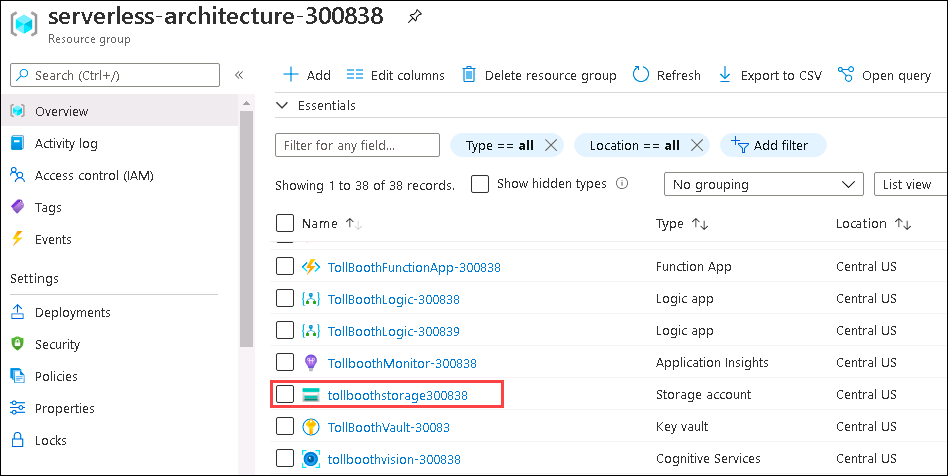 serverless-architecture-300838
Resource group
Search (Ctrl+/)
«
Overview
Activity log
Access control (IAM)
Tags
Events
Settings
Deployments
Security
Policies
Properties
Locks
Add Edit columns Delete resource group Refresh Export to CSV Open query
Essentials
Filter for any field... Type == all Location == all Add filter
Showing 1 to 38 of 38 records. Show hidden types No grouping List view
Name Type Location
TollBoothFunctionApp-300838 Function App Central US
TollBoothLogic-300838 Logic app Central US
TollBoothLogic-300839 Logic app Central US
TollboothMonitor-300838 Application Insights Central US
tollboothstorage300838 Storage account Central US
TollBoothVault-30083 Key vault Central US
tollboothvision-300838 Cognitive Services Central US